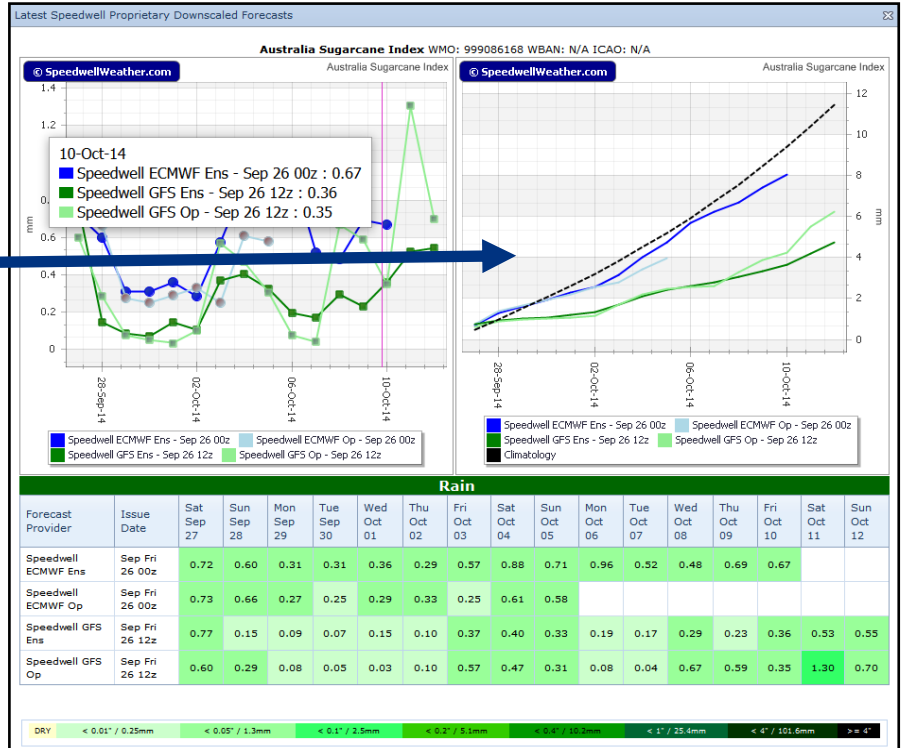 Latest Speedwell Proprietary Downscaled Forecasts
Australia Sugarcane Index WMO: 999086168 WBAN: N/A ICAO: N/A
© SpeedwellWeather.com
Australia Sugarcane Index
1.4
1.2
0.6
0.4
0.2
0
mm
10-Oct-14
Speedwell ECMWF Ens - Sep 26 00z : 0.67
Speedwell GFS Ens - Sep 26 12z : 0.36
Speedwell GFS Op - Sep 26 12z : 0.35
28-Sep-14
02-Oct-14
06-Oct-14
10-Oct-14
Speedwell ECMWF Ens - Sep 26 00z Speedwell ECMWF Op - Sep 26 00z
Speedwell GFS Ens - Sep 26 12z Speedwell GFS Op - Sep 26 12z
© SpeedwellWeather.com
Australia Sugarcane Index
12
10
8
6
4
2
0
mm
28-Sep-14
02-Oct-14
06-Oct-14
10-Oct-14
Speedwell ECMWF Ens - Sep 26 00z Speedwell ECMWF Op - Sep 26 00z
Speedwell GFS Ens - Sep 26 12z Speedwell GFS Op - Sep 26 12z
Climatology
Rain
Forecast Provider Issue Date Sat Sep 27 Sun Sep 28 Mon Sep 29 Tue Sep 30 Wed Oct 01 Thu Oct 02 Fri Oct 03 Sat Oct 04 Sun Oct 05 Mon Oct 06 Tue Oct 07 Wed Oct 08 Thu Oct 09 Fri Oct 10 Sat Oct 11 Sun Oct 12
Speedwell ECMWF Ens Sep Fri 26 00z 0.72 0.60 0.31 0.31 0.36 0.29 0.57 0.88 0.71 0.96 0.52 0.48 0.69 0.67
Speedwell ECMWF Op Sep Fri 26 00z 0.73 0.66 0.27 0.25 0.29 0.33 0.25 0.61 0.58
Speedwell GFS Ens Sep Fri 26 12z 0.77 0.15 0.09 0.07 0.15 0.10 0.37 0.40 0.33 0.19 0.17 0.29 0.23 0.36 0.53 0.55
Speedwell GFS Op Sep Fri 26 12z 0.60 0.29 0.08 0.05 0.03 0.10 0.57 0.47 0.31 0.08 0.04 0.67 0.59 0.35 1.30 0.70
DRY < 0.01" / 0.25mm < 0.05" / 1.3mm < 0.1" / 2.5mm < 0.2" / 5.1mm < 0.4" / 10.2mm < 1" / 25.4mm < 4" / 101.6mm >= 4"